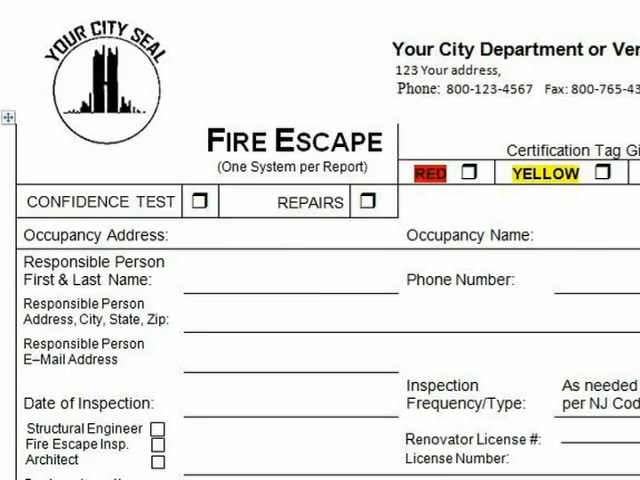 YOUR CITY SEAL
Your City Department or
123 Your address,
Phone: 800-123-4567 Fax: 800-765-43
FIRE ESCAPE
(One System per Report)
Certification Tag
RED
YELLOW
CONFIDENCE TEST
REPAIRS
Occupancy Address:
Occupancy Name:
Responsible Person
First & Last Name:
Phone Number:
Responsible Person
Address, City, State, Zip:
Responsible Person
E–Mail Address
Date of Inspection:
Inspection
Frequency/Type:
As needed
per NJ
Structural Engineer
Fire Escape Insp.
Architect
Renovator License #:
License Number: